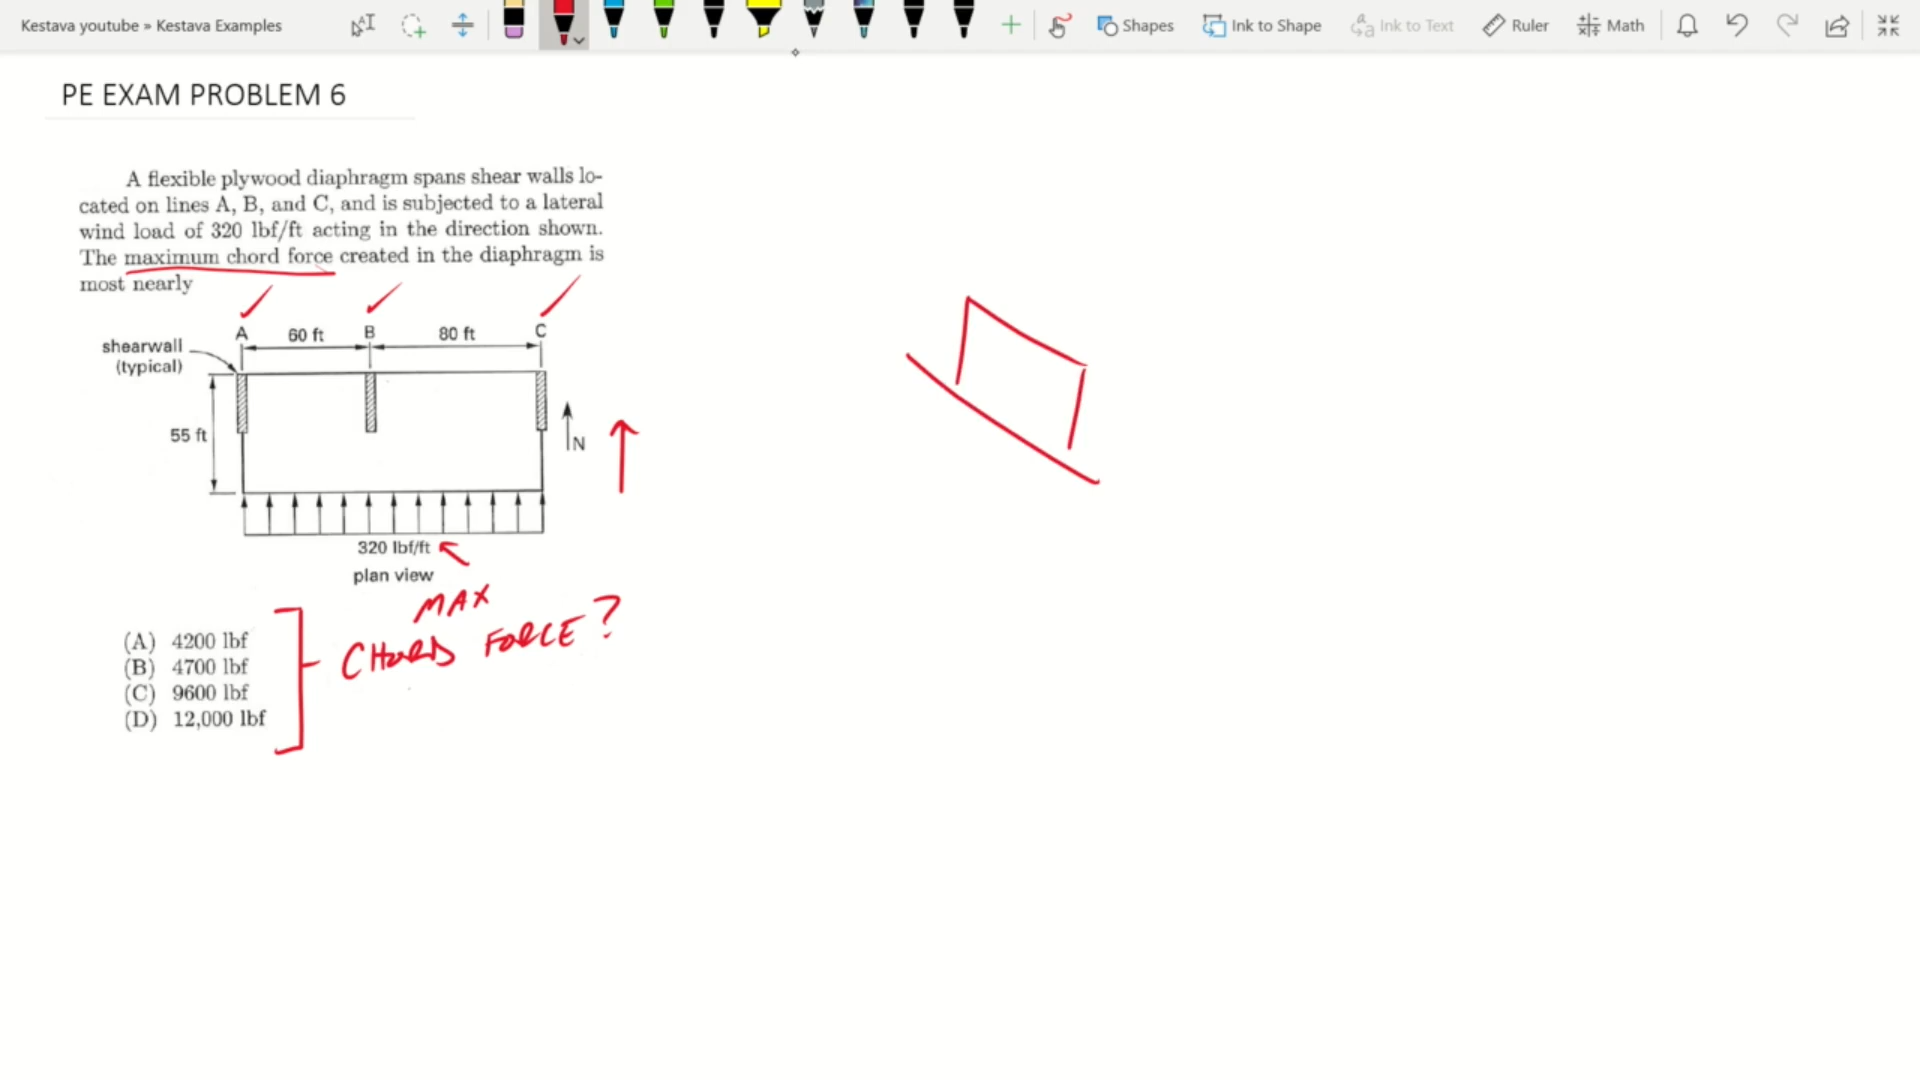 Kestava youtube » Kestava Examples
Shapes
Ink to Shape
Ink to Text
Ruler
Math
PE EXAM PROBLEM 6
A flexible plywood diaphragm spans shear walls lo-
cated on lines A, B, and C, and is subjected to a lateral
wind load of 320 lbf/ft acting in the direction shown.
The maximum chord force created in the diaphragm is
most nearly
A 60 ft B 80 ft C
shearwall
(typical)
55 ft
N
320 lbf/ft
plan view
MAX
CHORD FORCE?
(A) 4200 lbf
(B) 4700 lbf
(C) 9600 lbf
(D) 12,000 lbf